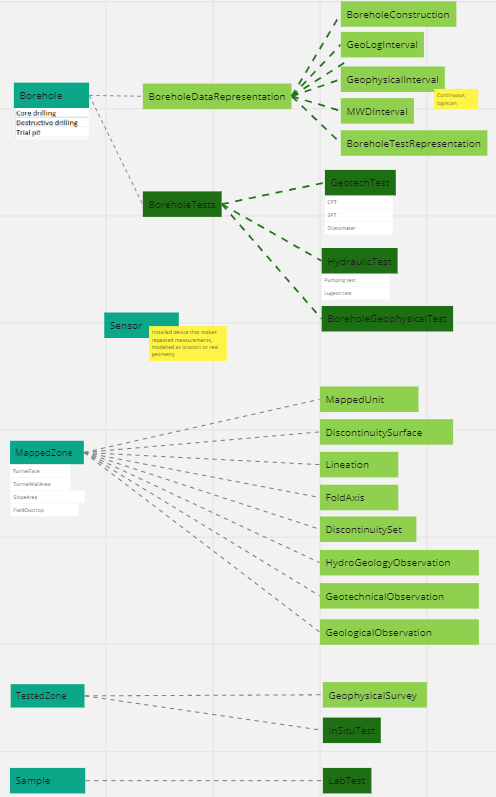 BoreholeConstruction
GeoLogInterval
GeophysicalInterval
Continuous
log/scan
Borehole
Core drilling
Destructive drilling
Trial pit
BoreholeDataRepresentation
MWDInterval
BoreholeTestRepresentation
GeotechTest
CPT
SPT
Dilatometer
BoreholeTests
HydraulicTest
Pumping test
Lugeon test
BoreholeGeophysicalTest
Sensor
Installed device that makes
repeated measurements,
modelled as location or real
geometry
MappedUnit
DiscontinuitySurface
MappedZone
TunnelFace
TunnelWallArea
SlopeArea
FieldOutcrop
Lineation
FoldAxis
DiscontinuitySet
HydroGeologyObservation
GeotechnicalObservation
GeologicalObservation
TestedZone
GeophysicalSurvey
InSituTest
Sample
LabTest